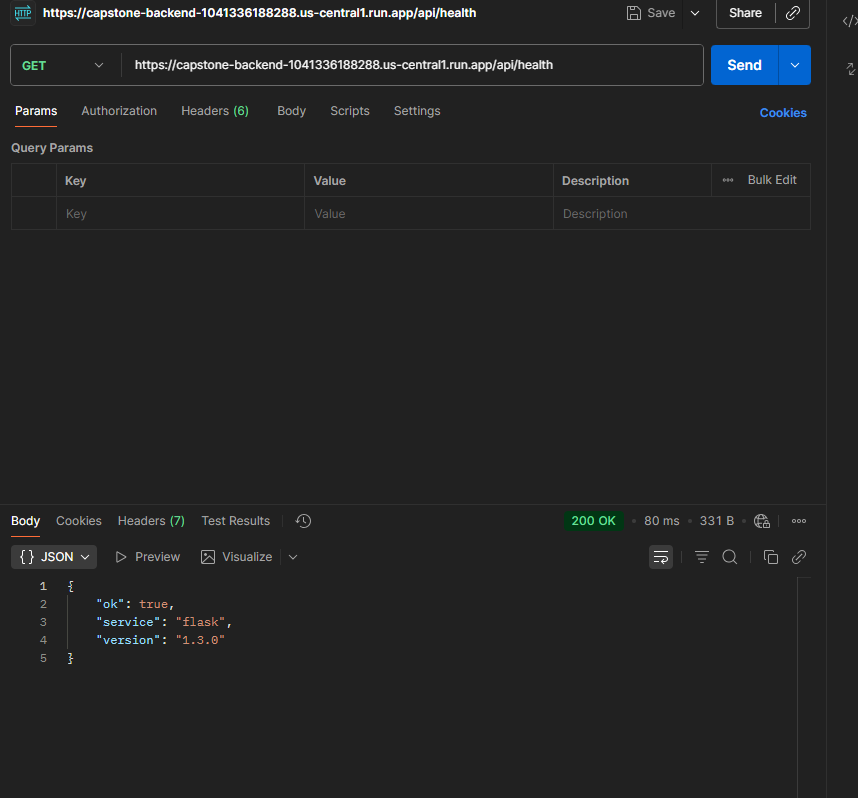 HTTP https://capstone-backend-1041336188288.us-central1.run.app/api/health Save Share
GET https://capstone-backend-1041336188288.us-central1.run.app/api/health Send
Params Authorization Headers (6) Body Scripts Settings Cookies
Query Params
Key Value Description ••• Bulk Edit
Key Value Description
Body Cookies Headers (7) Test Results 200 OK • 80 ms • 331 B • •••
{} JSON Preview Visualize
1 {
2 "ok": true,
3 "service": "flask",
4 "version": "1.3.0"
5 }